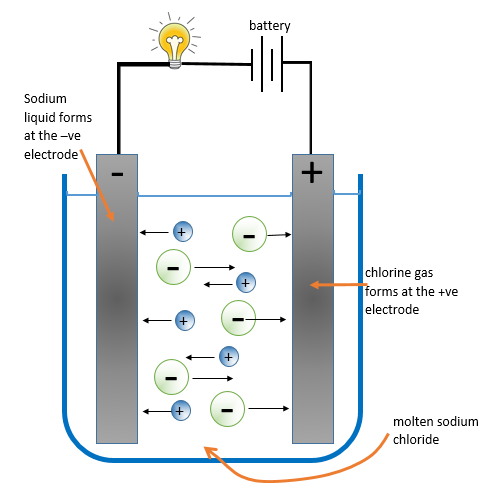 battery
Sodium
liquid forms
at the –ve
electrode
- +
+
-
-
+
+
-
+
-
+
-
chlorine gas
forms at the +ve
electrode
molten sodium
chloride